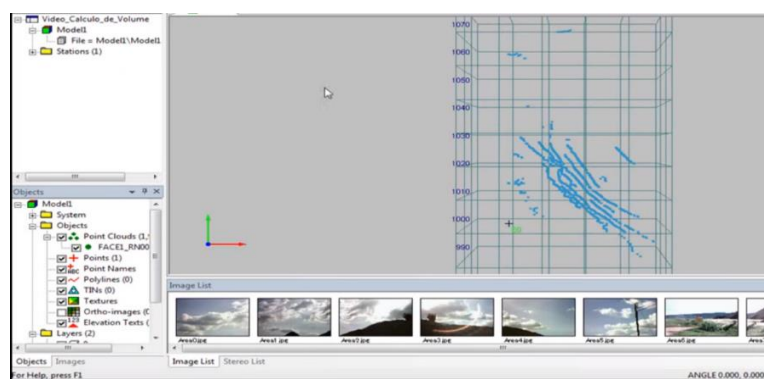 Video_Calculo_de_Volume
Model1
File = Model1\Model1
Stations (1)
Objects
Model1
System
Objects
Point Clouds (1,
FACE1_RN00
Points (1)
ABC Point Names
Polylines (0)
TINs (0)
Textures
Ortho-images (
123 Elevation Texts (
Layers (2)
Objects Images
For Help, press F1
1070
1060
1030
1020
1010
1000
990
Image List
Area0.jpg
Area1.jpg
Area2.jpg
Area3.jpg
Area4.jpg
Area5.jpg
Area6.jpg
Image List Stereo List
ANGLE 0.000, 0.000